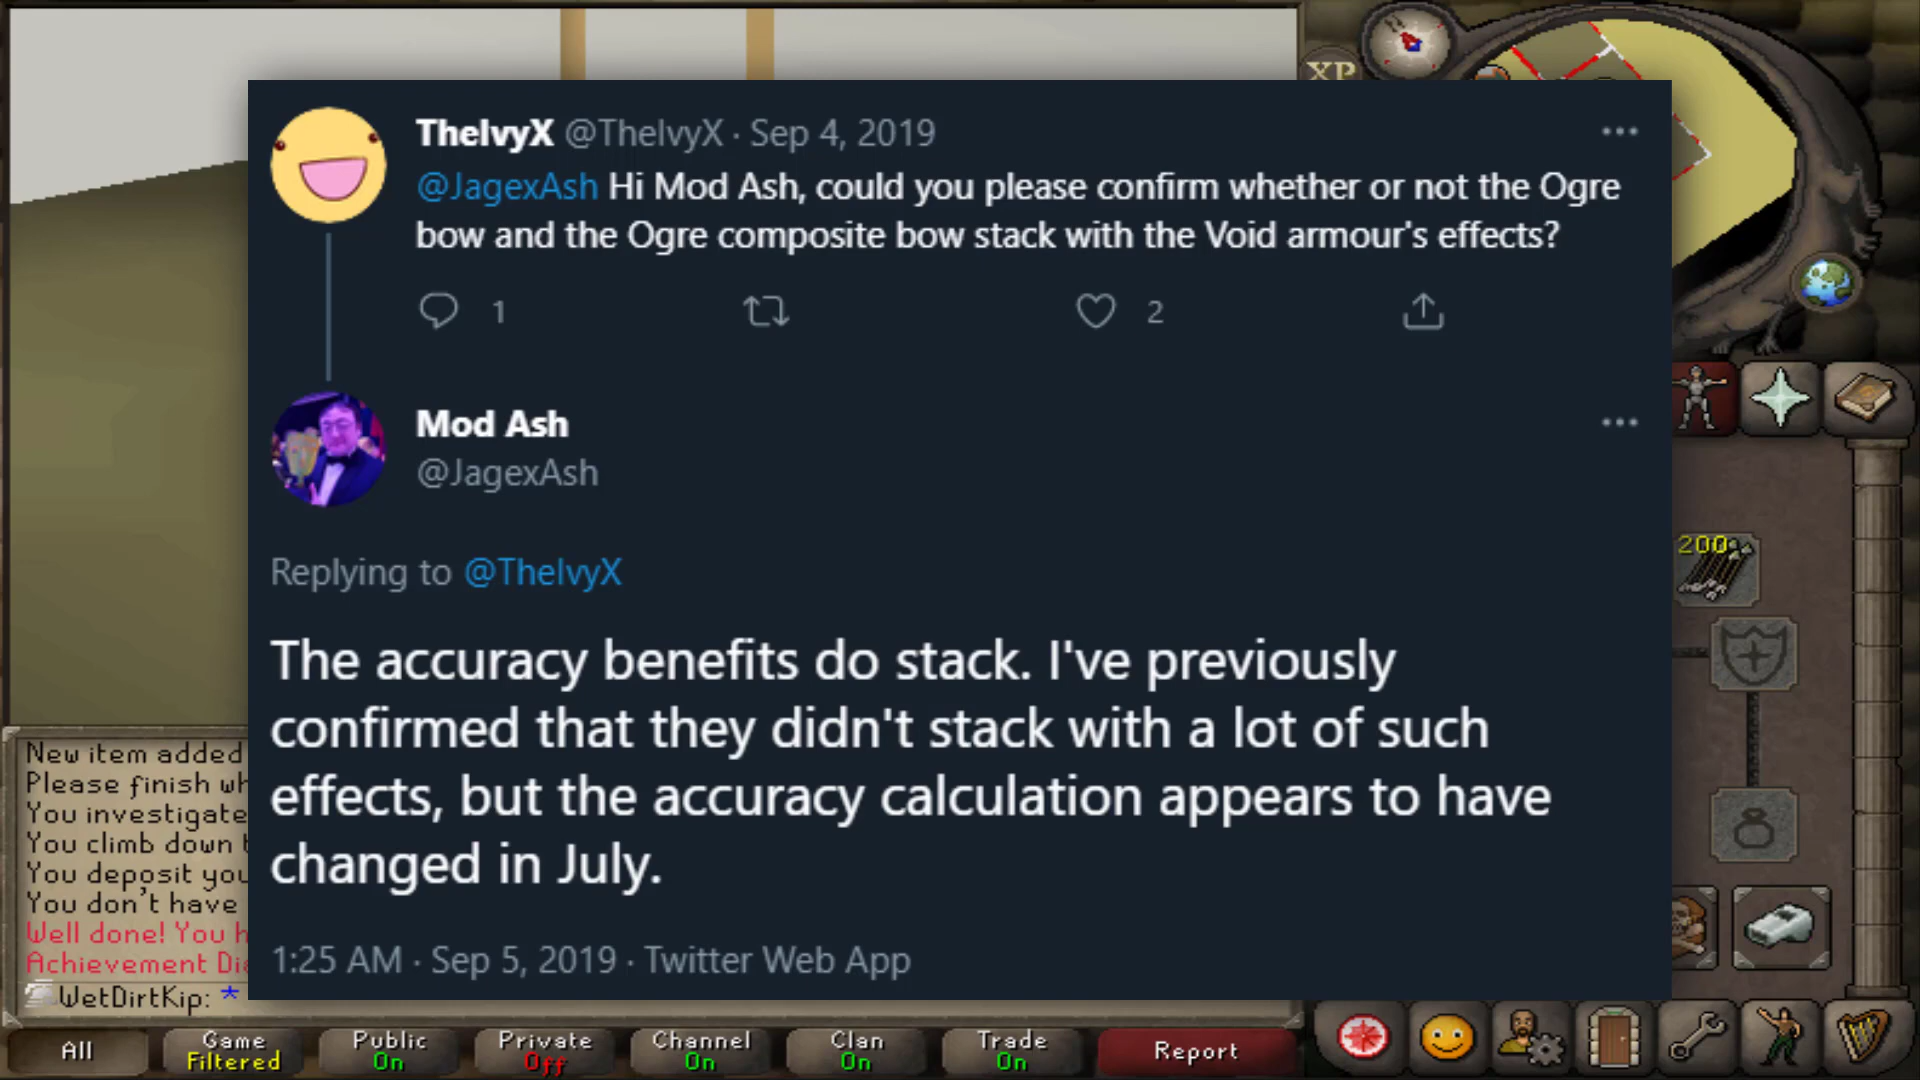 XP
TheIvyX @TheIvyX · Sep 4, 2019
@JagexAsh Hi Mod Ash, could you please confirm whether or not the Ogre
bow and the Ogre composite bow stack with the Void armour's effects?
1
2
Mod Ash
@JagexAsh
Replying to @TheIvyX
200
The accuracy benefits do stack. I've previously
confirmed that they didn't stack with a lot of such
effects, but the accuracy calculation appears to have
changed in July.
1:25 AM · Sep 5, 2019 · Twitter Web App
New item added
Please finish
You investigate
You climb down
You deposit
You don't have
Well done! You
Achievement
WetDirtKip: *
All
Game
Filtered
Public
On
Private
Off
Channel
On
Clan
On
Trade
On
Report